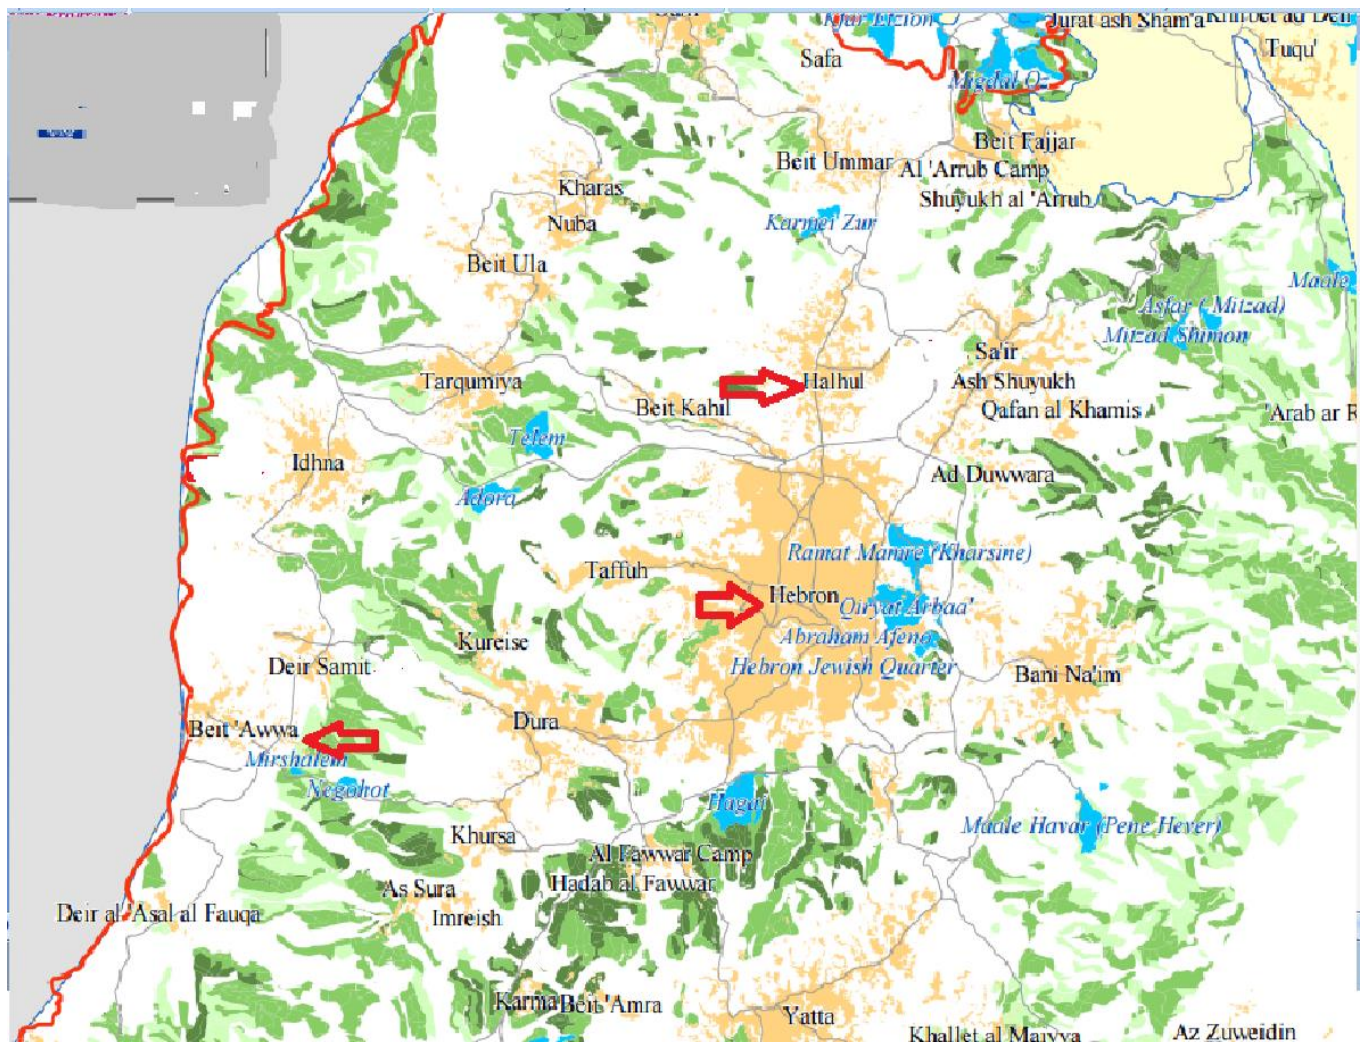 Kfar Etzion
Jurat ash Sham'a
Safa
Tuqu'
Migdal Oz
Beit Fajjar
Beit Ummar
Al 'Arrub Camp
Kharas
Shuyukh al 'Arrub
Nuba
Karmei Zur
Beit Ula
Maale
Asfar (-Mitzad)
Mitzad Shimon
Sa'ir
Tarqumiya
Halhul
Ash Shuyukh
Beit Kahil
Qafan al Khamis
'Arab ar R
Telem
Idhna
Ad Duwwara
Adora
Ramat Mamre (Kharsine)
Taffuh
Hebron
Qiryat Arbaa'
Abraham Afeno
Kureise
Deir Samit
Hebron Jewish Quarter
Bani Na'im
Dura
Beit 'Awwa
Mirshalem
Negohot
Hagai
Maale Havar (Pene Hever)
Khursa
Al Fawwar Camp
As Sura
Hadab al Fawwar
Deir al 'Asal al Fauqa
Imreish
Karma
Beit 'Amra
Yatta
Khallet al Maiyya
Az Zuweidin